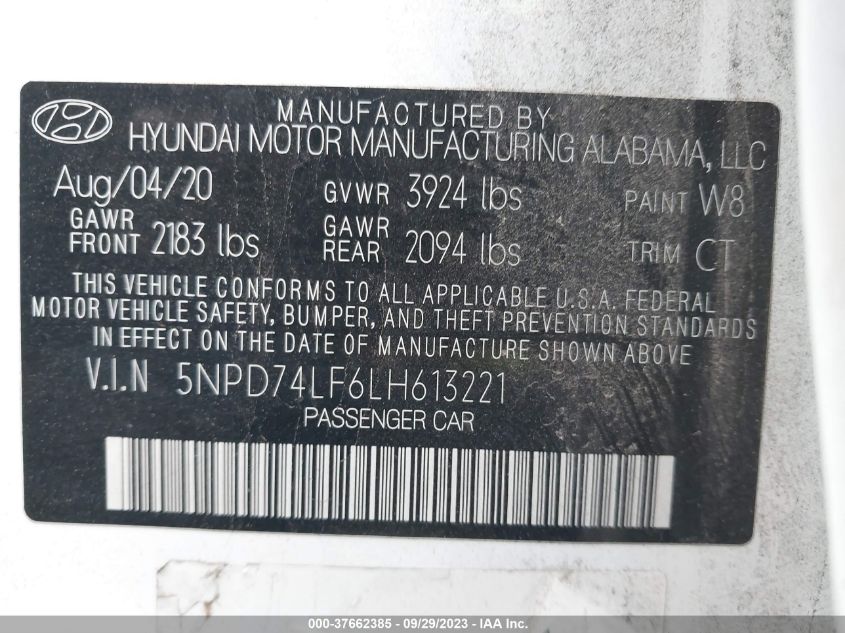 MANUFACTURED BY
HYUNDAI MOTOR MANUFACTURING ALABAMA, LLC
Aug/04/20 GVWR 3924 lbs PAINT W8
GAWR FRONT 2183 lbs GAWR REAR 2094 lbs TRIM CT
THIS VEHICLE CONFORMS TO ALL APPLICABLE U.S.A. FEDERAL
MOTOR VEHICLE SAFETY, BUMPER, AND THEFT PREVENTION STANDARDS
IN EFFECT ON THE DATE OF MANUFACTURE SHOWN ABOVE
V.I.N 5NPD74LF6LH613221
PASSENGER CAR
000-37662385 - 09/29/2023 - IAA Inc.